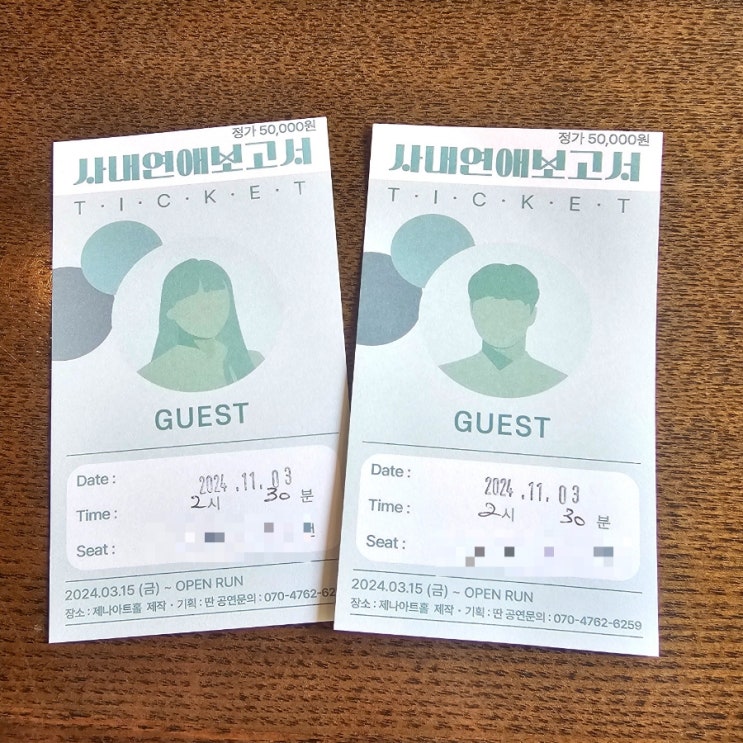 정가 50,000원
사내연애보고서
T·I·C·K·E·T
GUEST
Date : 2024.11.03
Time : 2시 30분
Seat :
2024.03.15 (금) ~ OPEN RUN
장소 : 제나아트홀 제작·기획 : 딴 공연문의 : 070-4762-62
정가 50,000원
사내연애보고서
T·I·C·K·E·T
GUEST
Date : 2024.11.03
Time : 2시 30분
Seat :
2024.03.15 (금) ~ OPEN RUN
장소 : 제나아트홀 제작·기획 : 딴 공연문의 : 070-4762-6259